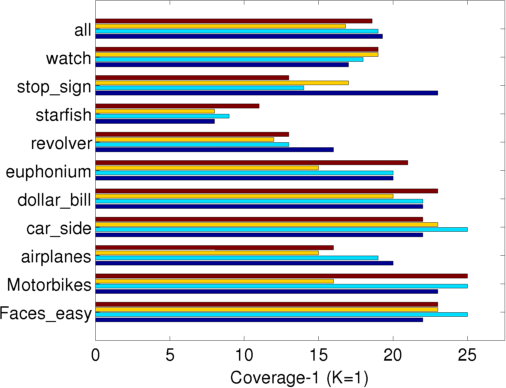 all
watch
stop_sign
starfish
revolver
euphonium
dollar_bill
car_side
airplanes
Motorbikes
Faces_easy
0 5 10 15 20 25
Coverage-1 (K=1)